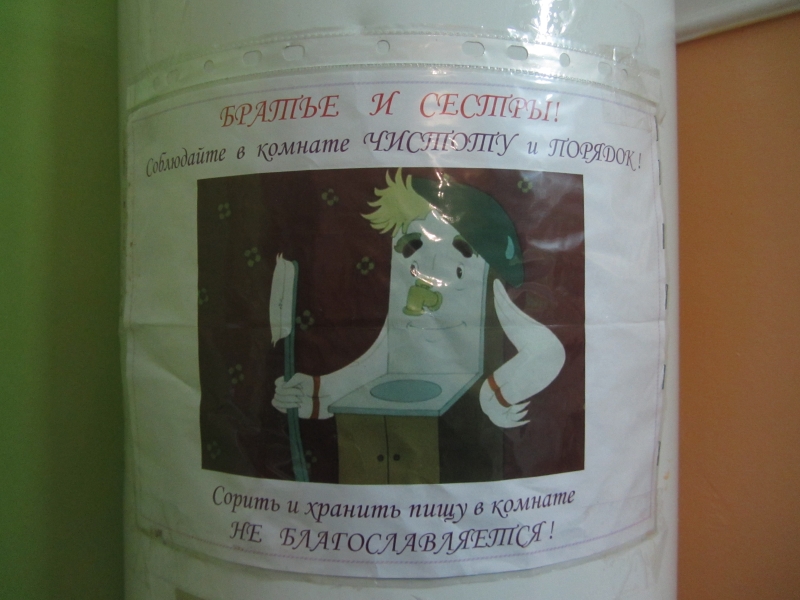 БРАТЬЕ И СЕСТРЫ!
Соблюдайте в комнате ЧИСТОТУ и ПОРЯДОК!
Сорить и хранить пищу в комнате
НЕ БЛАГОСЛАВЛЯЕТСЯ!